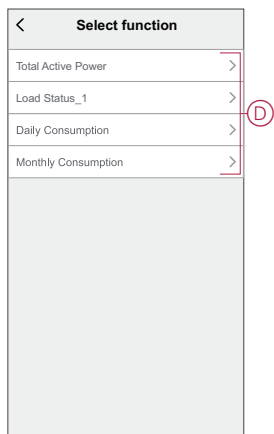 Select function
Total Active Power
Load Status_1
D
Daily Consumption
Monthly Consumption